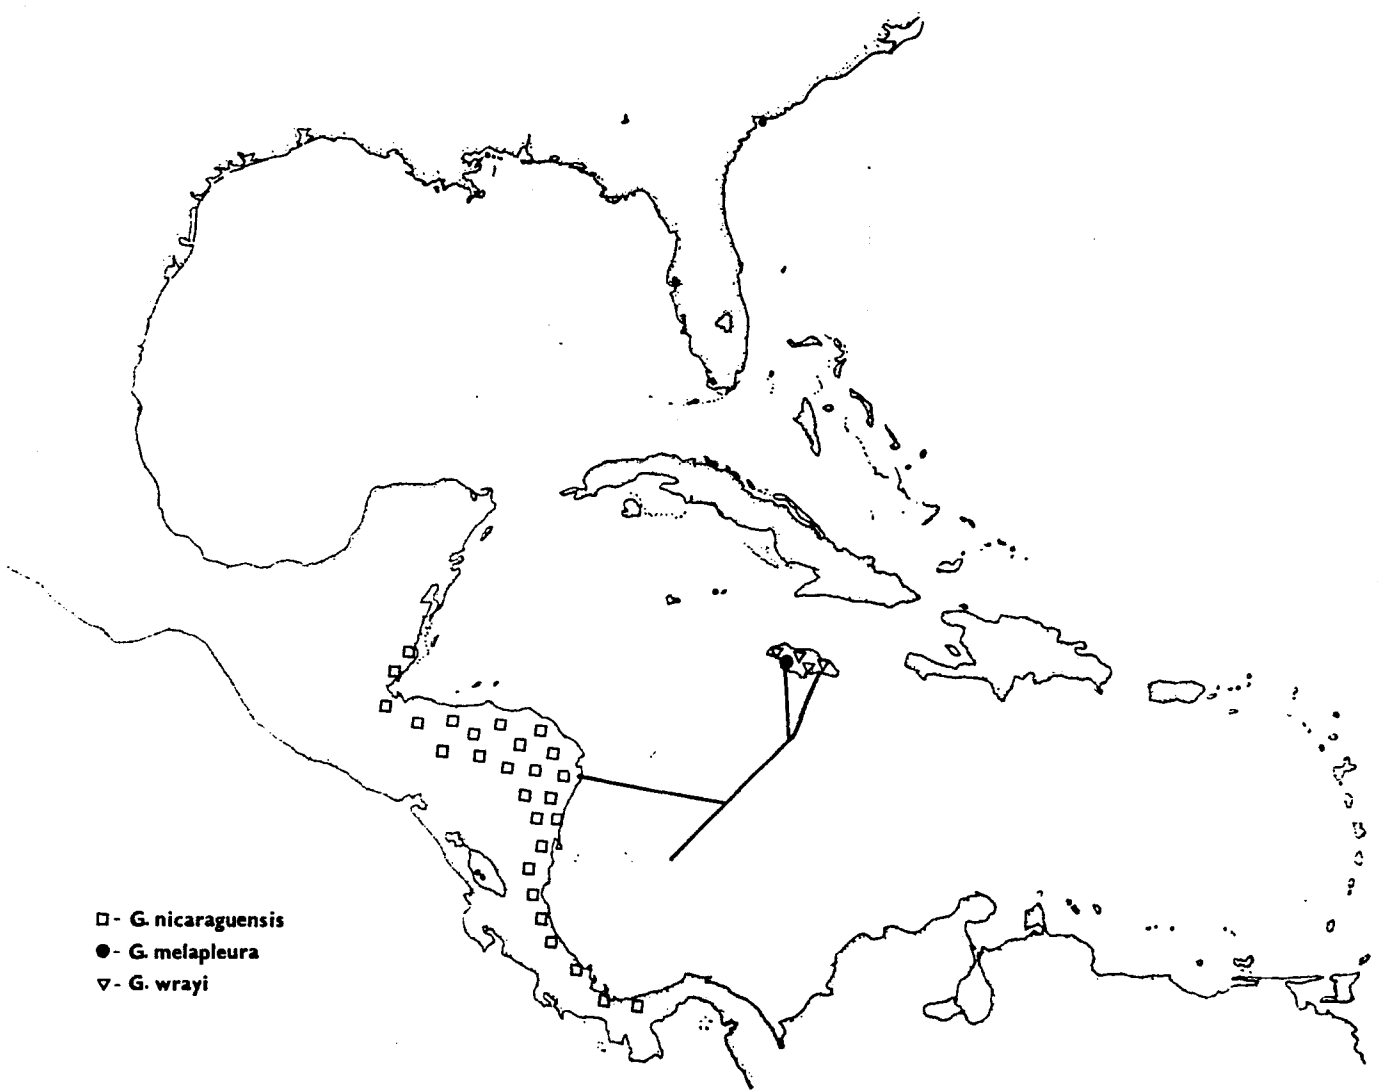 □ - G. nicaraguensis
● - G. melapleura
▽ - G. wrayi